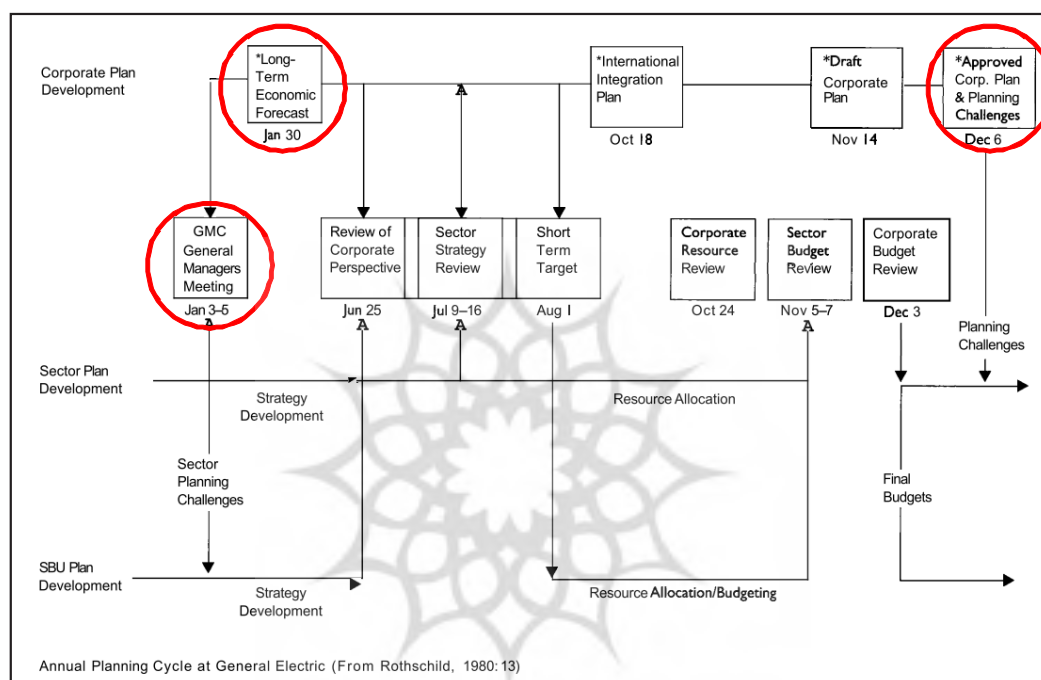 Corporate Plan
Development
*Long-
Term
Economic
Forecast
Jan 30
*International
Integration
Plan
Oct 18
*Draft
Corporate
Plan
Nov 14
*Approved
Corp. Plan
& Planning
Challenges
Dec 6
GMC
General
Managers
Meeting
Jan 3–5
Review of
Corporate
Perspective
Jun 25
Sector
Strategy
Review
Jul 9–16
Short
Term
Target
Aug 1
Corporate
Resource
Review
Oct 24
Sector
Budget
Review
Nov 5–7
Corporate
Budget
Review
Dec 3
Planning
Challenges
Sector Plan
Development
Strategy
Development
Resource Allocation
Sector
Planning
Challenges
Final
Budgets
SBU Plan
Development
Strategy
Development
Resource Allocation/Budgeting
Annual Planning Cycle at General Electric (From Rothschild, 1980:13)